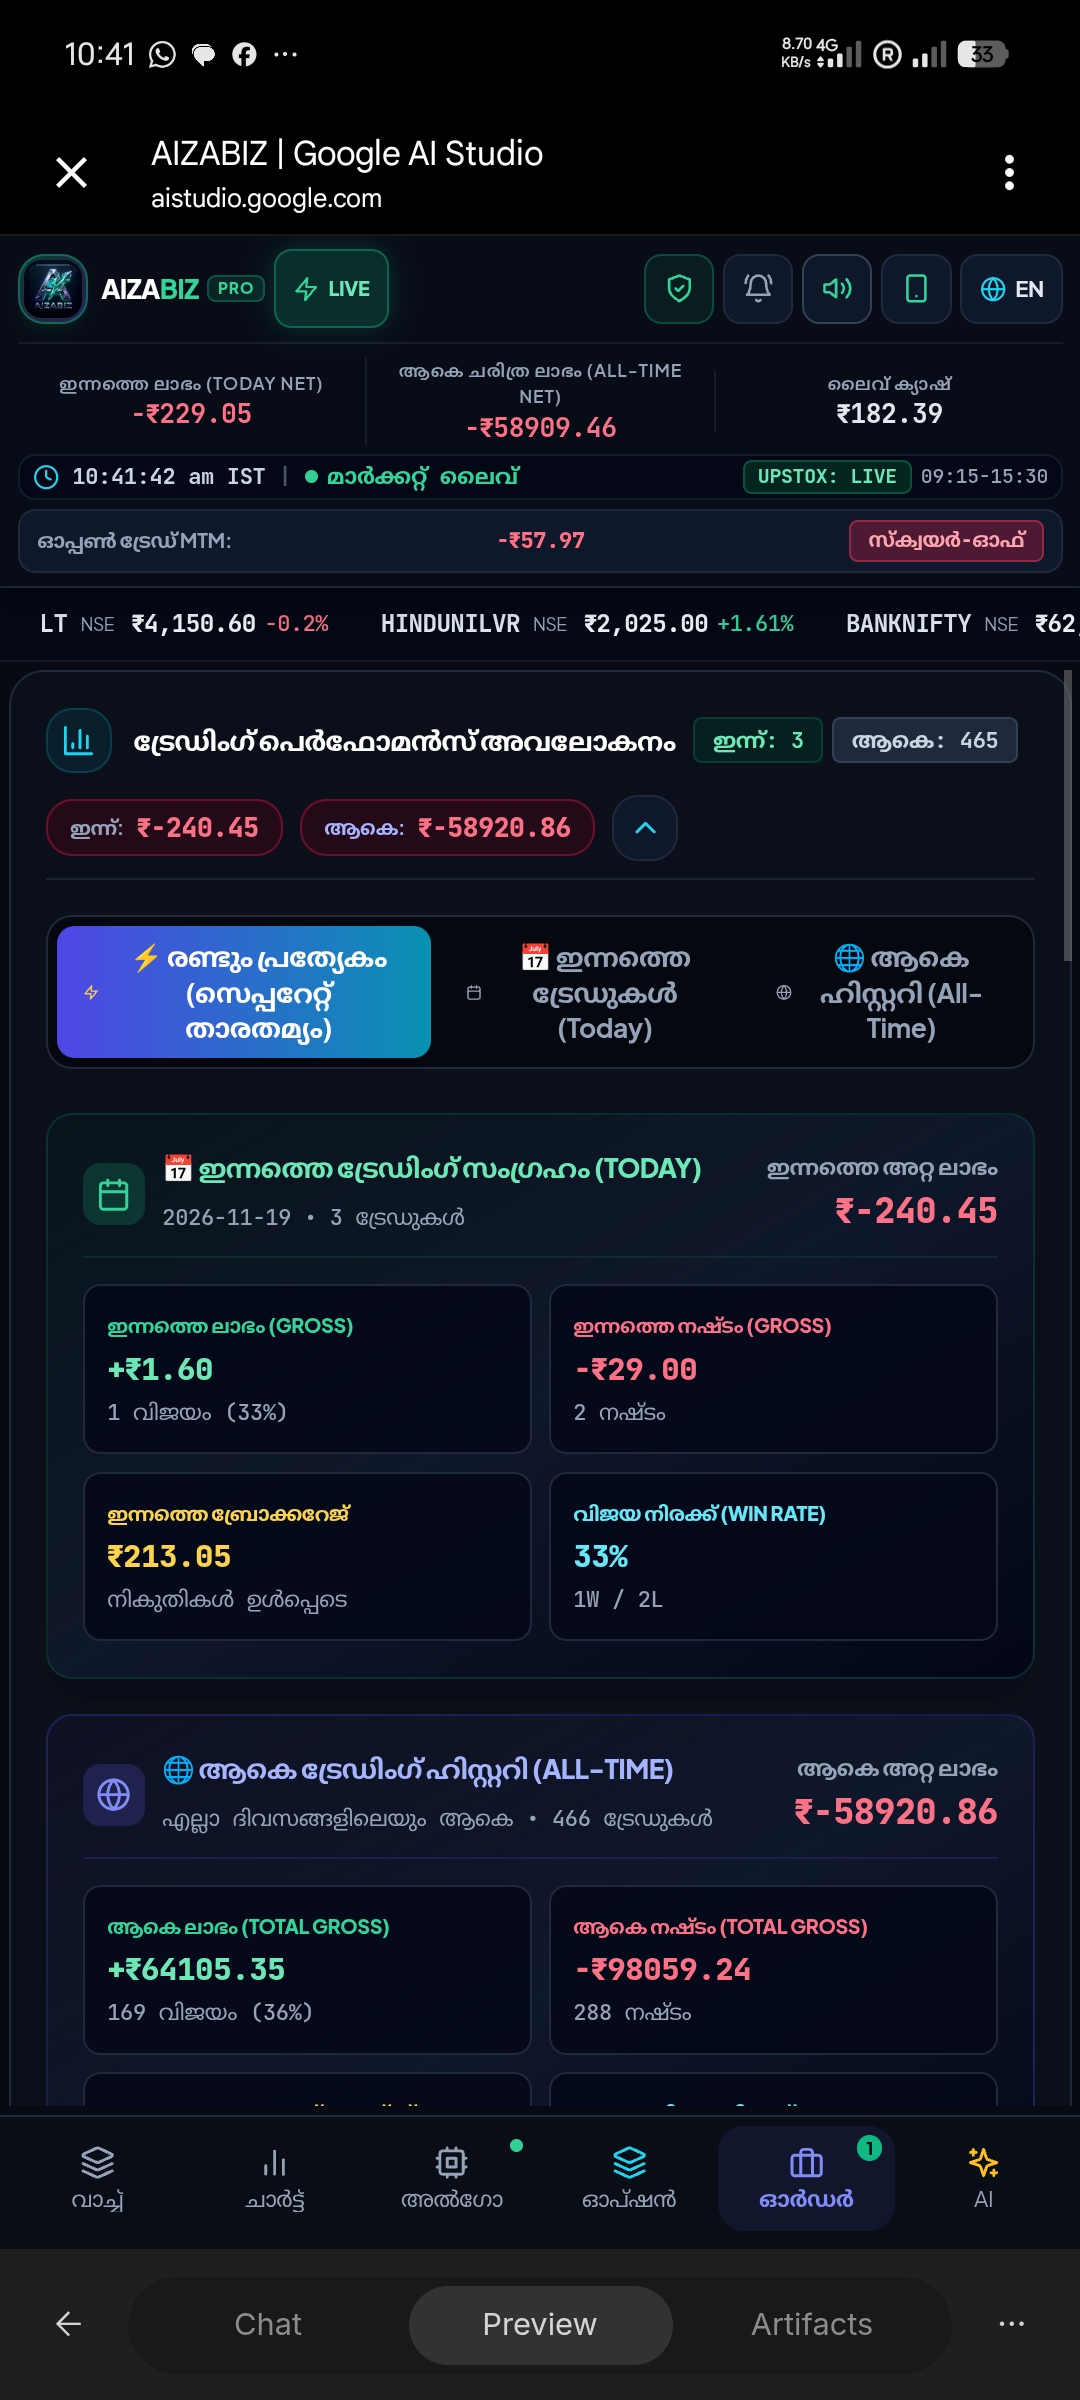 10:41
8.70 4G
KB/s
R
33
AIZABIZ | Google AI Studio
aistudio.google.com
AIZABIZ
AIZABIZ PRO LIVE EN
ഇന്നത്തെ ലാഭം (TODAY NET)
-₹229.05
ആകെ ചരിത്ര ലാഭം (ALL-TIME
NET)
-₹58909.46
ലൈവ് ക്യാഷ്
₹182.39
10:41:42 am IST | മാർക്കറ്റ് ലൈവ് UPSTOX: LIVE 09:15-15:30
ഓപ്പൺ ട്രേഡ് MTM: -₹57.97 സ്ക്വയർ-ഓഫ്
LT NSE ₹4,150.60 -0.2% HINDUNILVR NSE ₹2,025.00 +1.61% BANKNIFTY NSE ₹62,
ട്രേഡിംഗ് പെർഫോമൻസ് അവലോകനം ഇന്ന്: 3 ആകെ: 465
ഇന്ന്: ₹-240.45 ആകെ: ₹-58920.86
⚡ രണ്ടും പ്രത്യേകം
(സെപ്പറേറ്റ്
താരതമ്യം)
📅 ഇന്നത്തെ
ട്രേഡുകൾ
(Today)
🌐 ആകെ
ഹിസ്റ്ററി (All-
Time)
📅 ഇന്നത്തെ ട്രേഡിംഗ് സംഗ്രഹം (TODAY)
2026-11-19 • 3 ട്രേഡുകൾ
ഇന്നത്തെ അറ്റ ലാഭം
₹-240.45
ഇന്നത്തെ ലാഭം (GROSS)
+₹1.60
1 വിജയം (33%)
ഇന്നത്തെ നഷ്ടം (GROSS)
-₹29.00
2 നഷ്ടം
ഇന്നത്തെ ബ്രോക്കറേജ്
₹213.05
നികുതികൾ ഉൾപ്പെടെ
വിജയ നിരക്ക് (WIN RATE)
33%
1W / 2L
🌐 ആകെ ട്രേഡിംഗ് ഹിസ്റ്ററി (ALL-TIME)
എല്ലാ ദിവസങ്ങളിലെയും ആകെ • 466 ട്രേഡുകൾ
ആകെ അറ്റ ലാഭം
₹-58920.86
ആകെ ലാഭം (TOTAL GROSS)
+₹64105.35
169 വിജയം (36%)
ആകെ നഷ്ടം (TOTAL GROSS)
-₹98059.24
288 നഷ്ടം
1
വാച്ച് ചാർട്ട് അൽഗോ ഓപ്ഷൻ ഓർഡർ AI
Chat Preview Artifacts